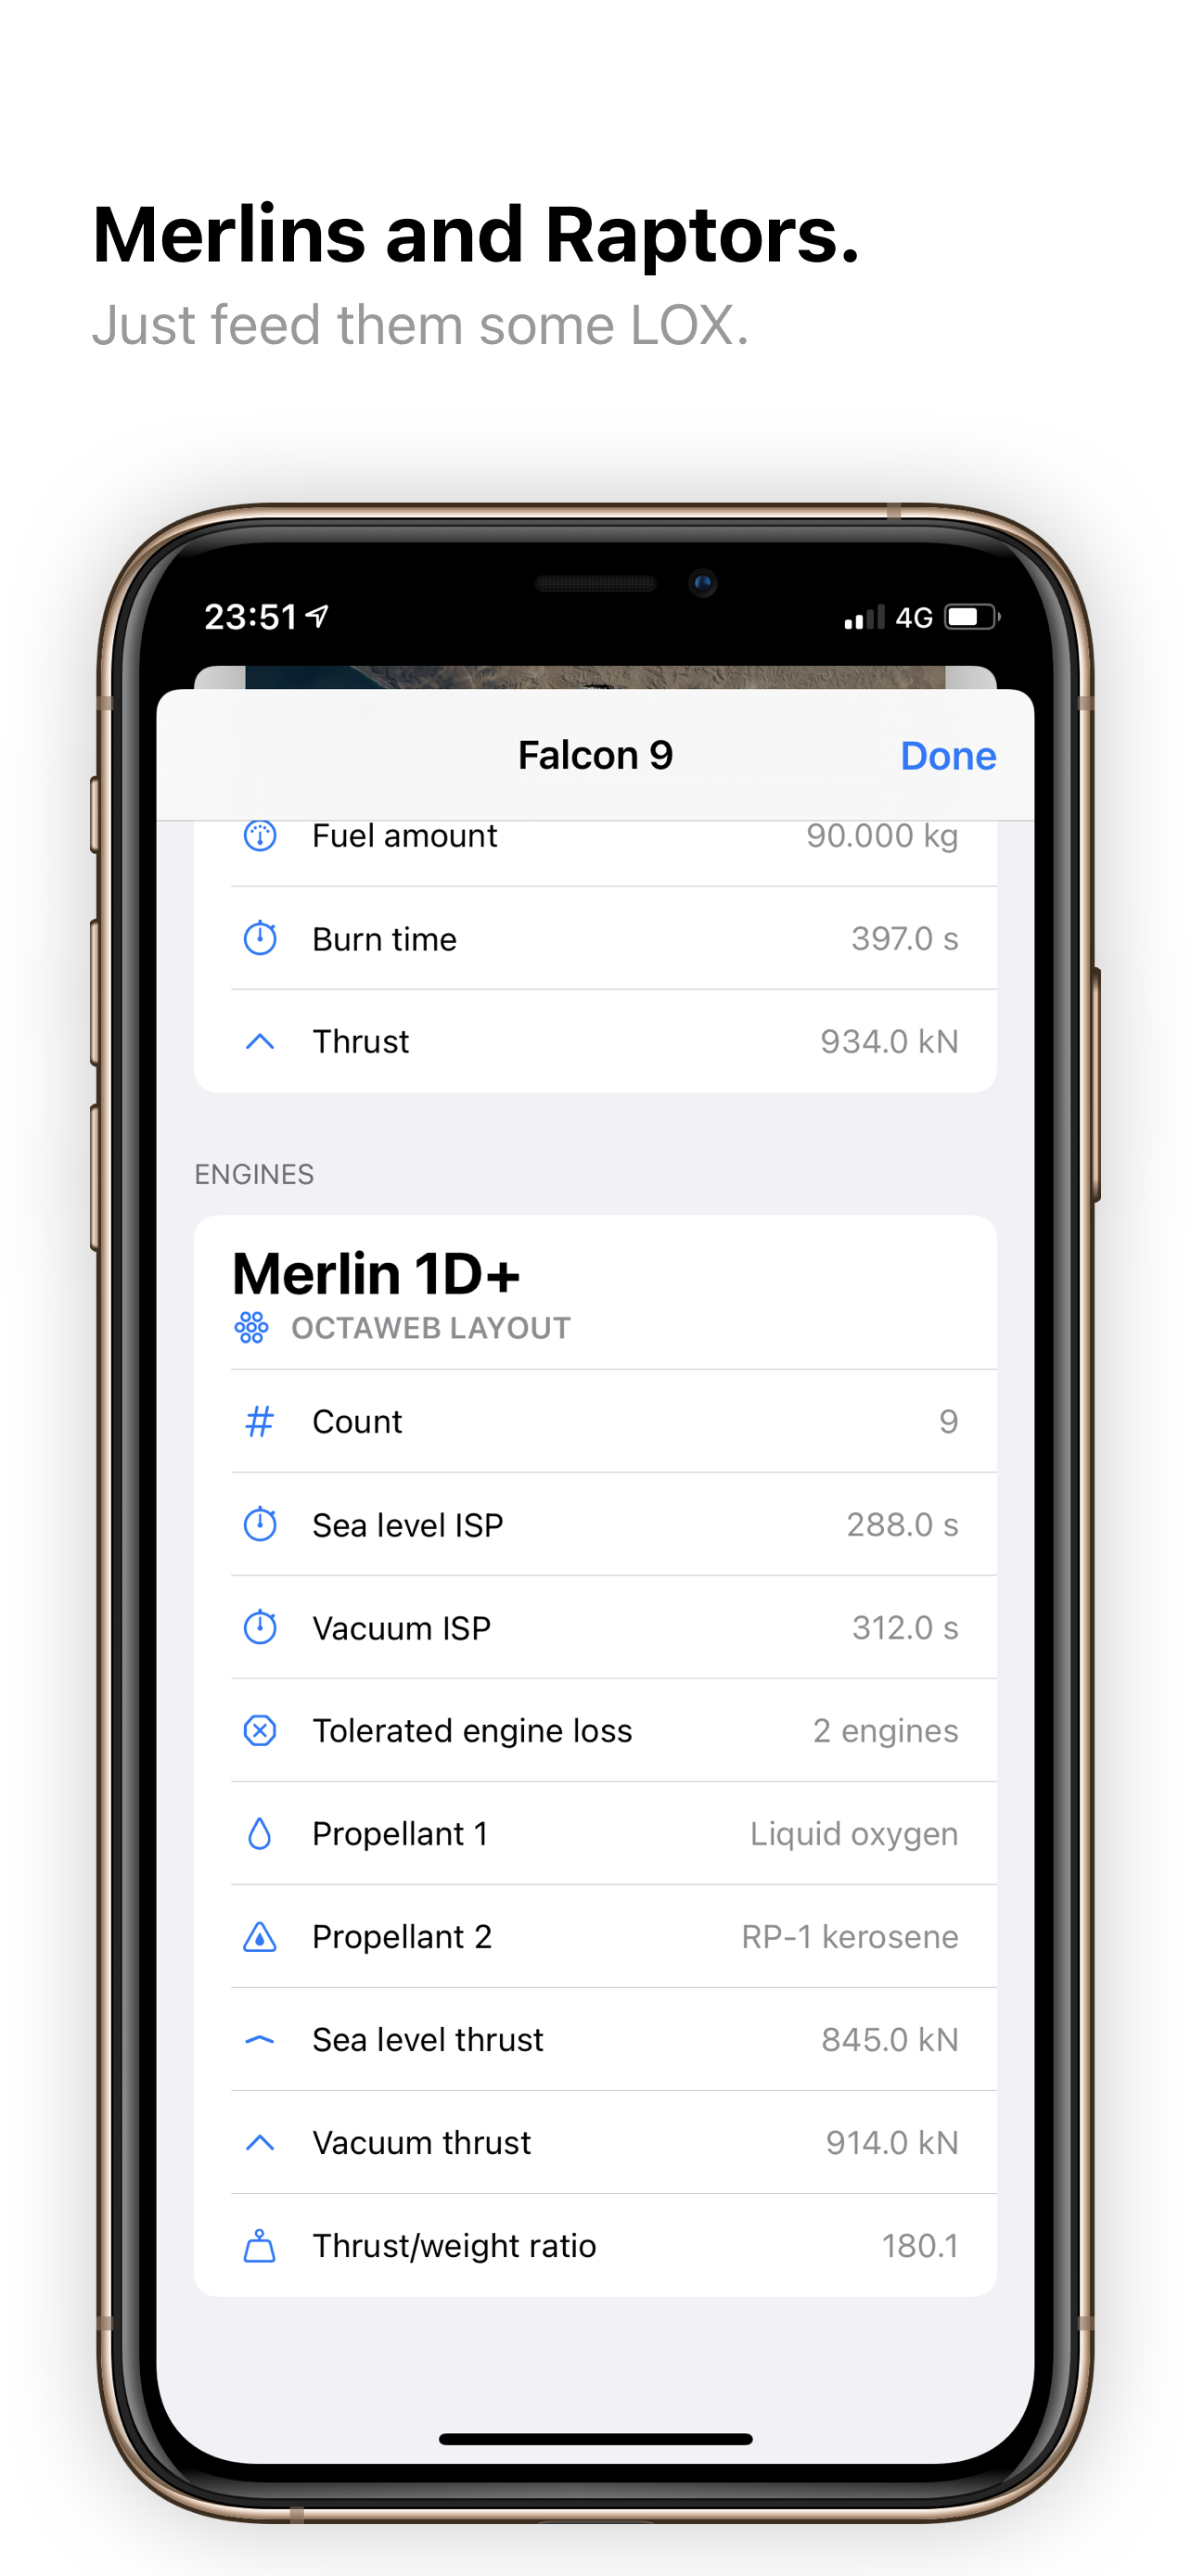 Merlins and Raptors.
Just feed them some LOX.
23:51 4G
Falcon 9 Done
Fuel amount 90.000 kg
Burn time 397.0 s
Thrust 934.0 kN
ENGINES
Merlin 1D+
OCTAWEB LAYOUT
# Count 9
Sea level ISP 288.0 s
Vacuum ISP 312.0 s
Tolerated engine loss 2 engines
Propellant 1 Liquid oxygen
Propellant 2 RP-1 kerosene
Sea level thrust 845.0 kN
Vacuum thrust 914.0 kN
Thrust/weight ratio 180.1